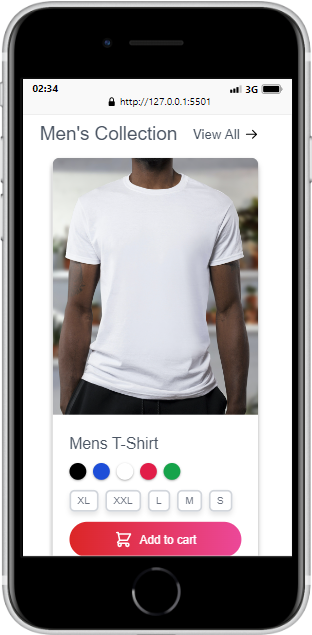 02:34 3G
http://127.0.0.1:5501
Men's Collection View All
Mens T-Shirt
XL XXL L M S
Add to cart